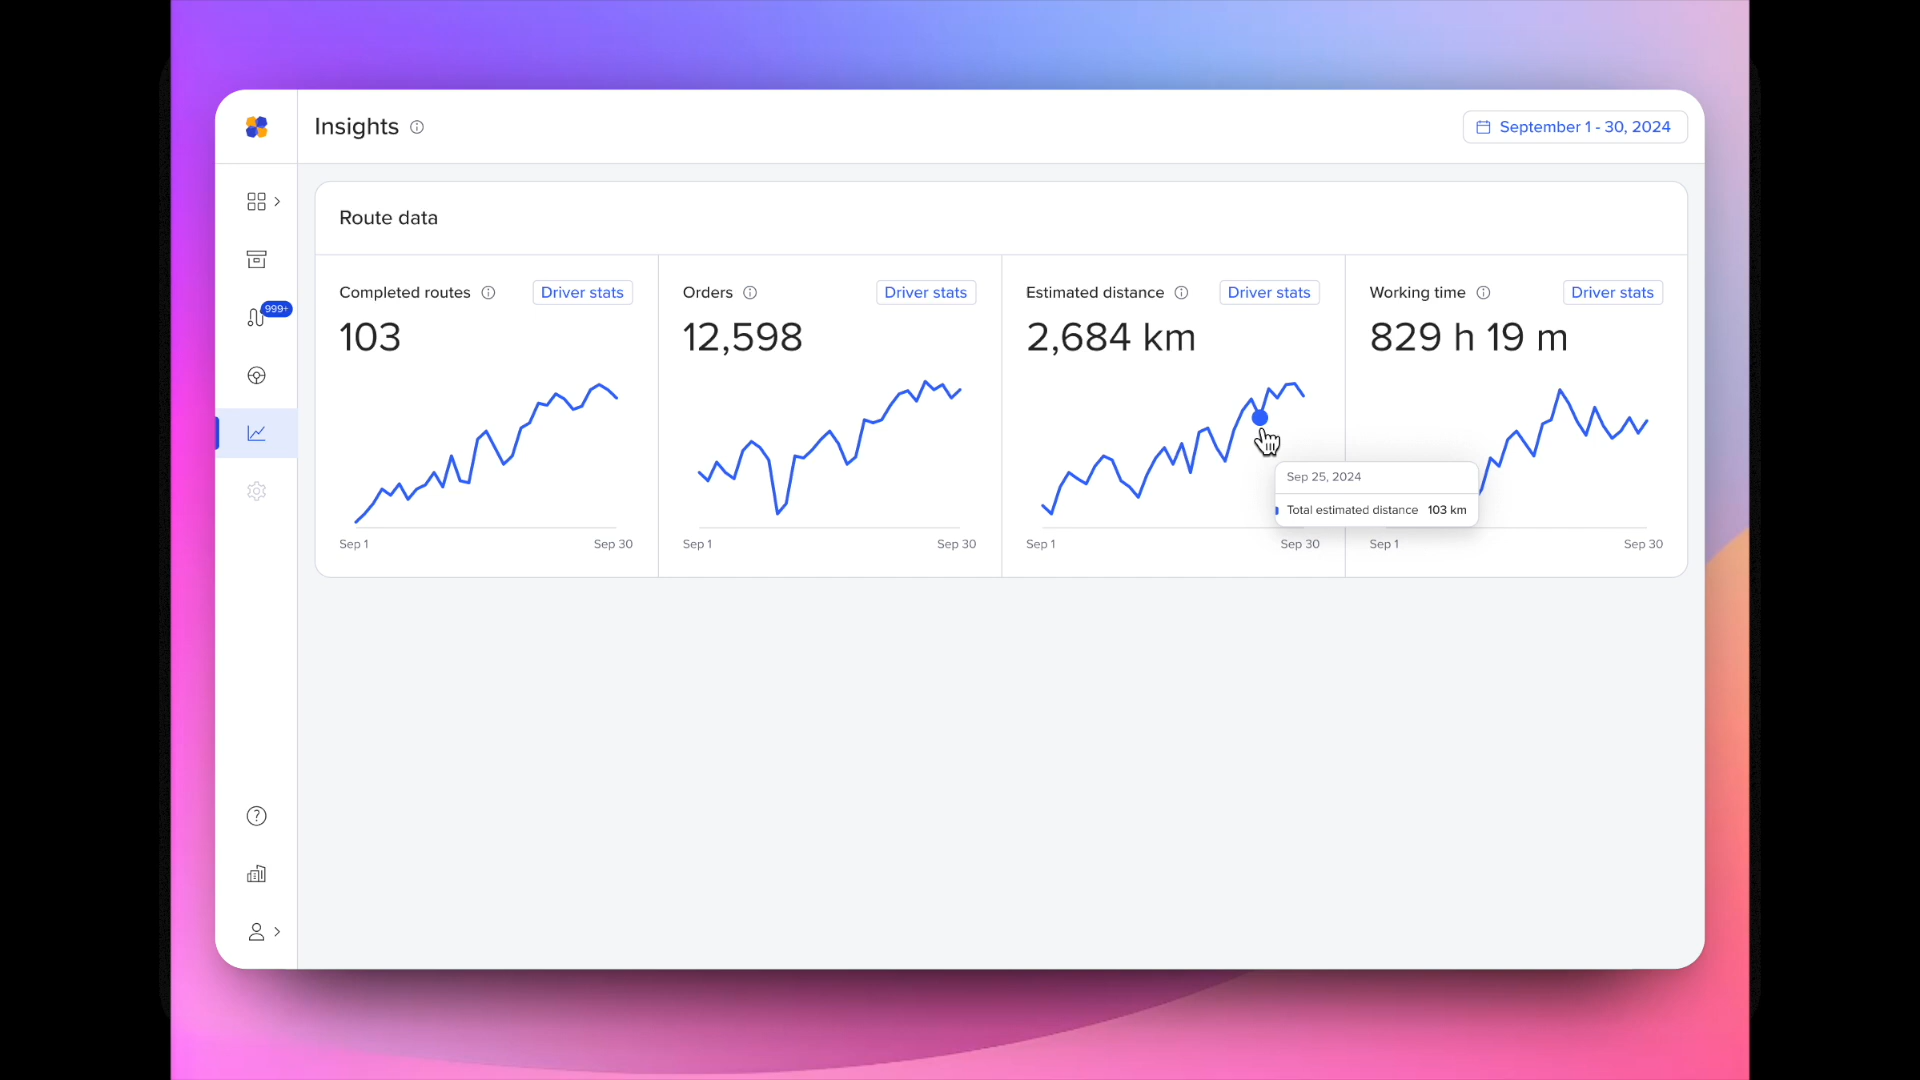 Insights
September 1 - 30, 2024
Route data
999+
Completed routes
Driver stats
103
Sep 1
Sep 30
Orders
Driver stats
12,598
Sep 1
Sep 30
Estimated distance
Driver stats
2,684 km
Sep 25, 2024
Total estimated distance 103 km
Sep 1
Sep 30
Working time
Driver stats
829 h 19 m
Sep 1
Sep 30